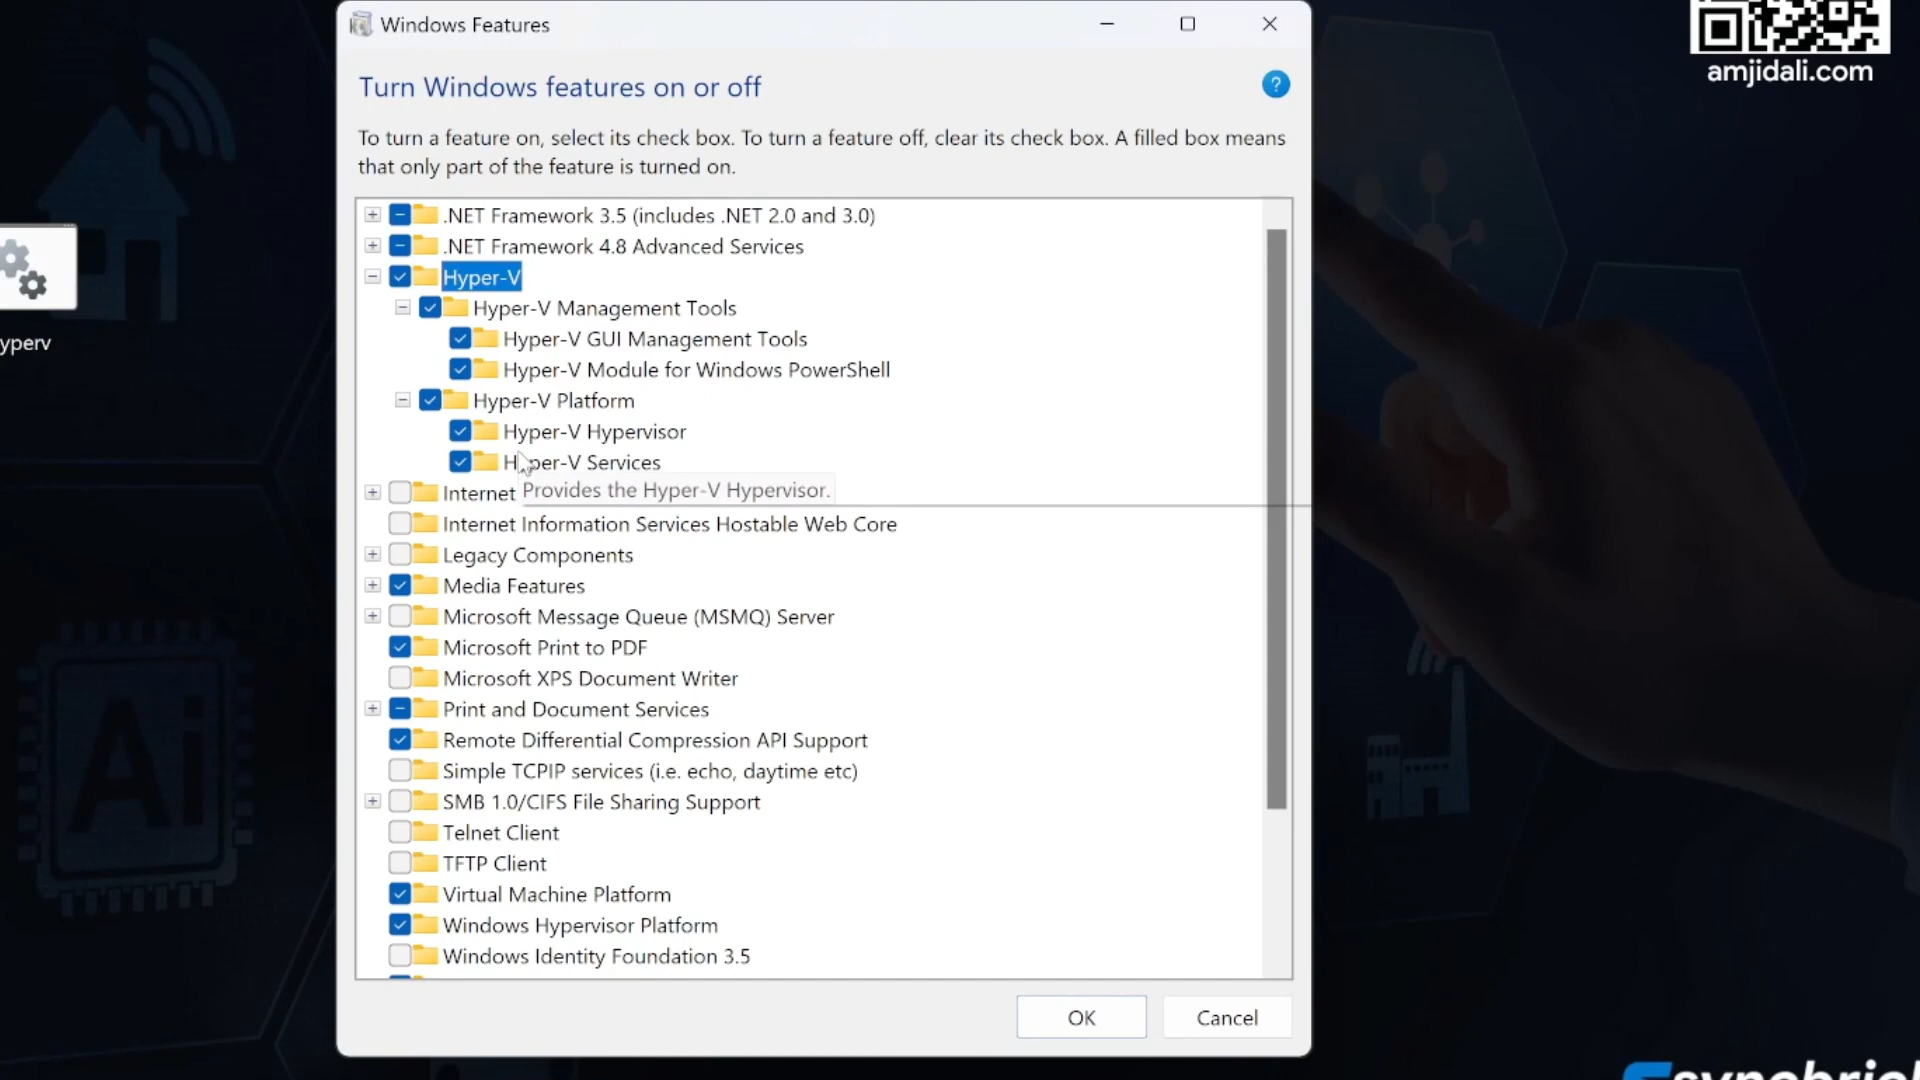 Windows Features
amjidali.com
Turn Windows features on or off
?
To turn a feature on, select its check box. To turn a feature off, clear its check box. A filled box means
that only part of the feature is turned on.
.NET Framework 3.5 (includes .NET 2.0 and 3.0)
.NET Framework 4.8 Advanced Services
Hyper-V
Hyper-V Management Tools
Hyper-V GUI Management Tools
yperv
Hyper-V Module for Windows PowerShell
Hyper-V Platform
Hyper-V Hypervisor
Hyper-V Services
Internet
Provides the Hyper-V Hypervisor.
Internet Information Services Hostable Web Core
Legacy Components
Media Features
Microsoft Message Queue (MSMQ) Server
Microsoft Print to PDF
Microsoft XPS Document Writer
Print and Document Services
Remote Differential Compression API Support
Simple TCPIP services (i.e. echo, daytime etc)
Ai
SMB 1.0/CIFS File Sharing Support
Telnet Client
TFTP Client
Virtual Machine Platform
Windows Hypervisor Platform
Windows Identity Foundation 3.5
OK
Cancel